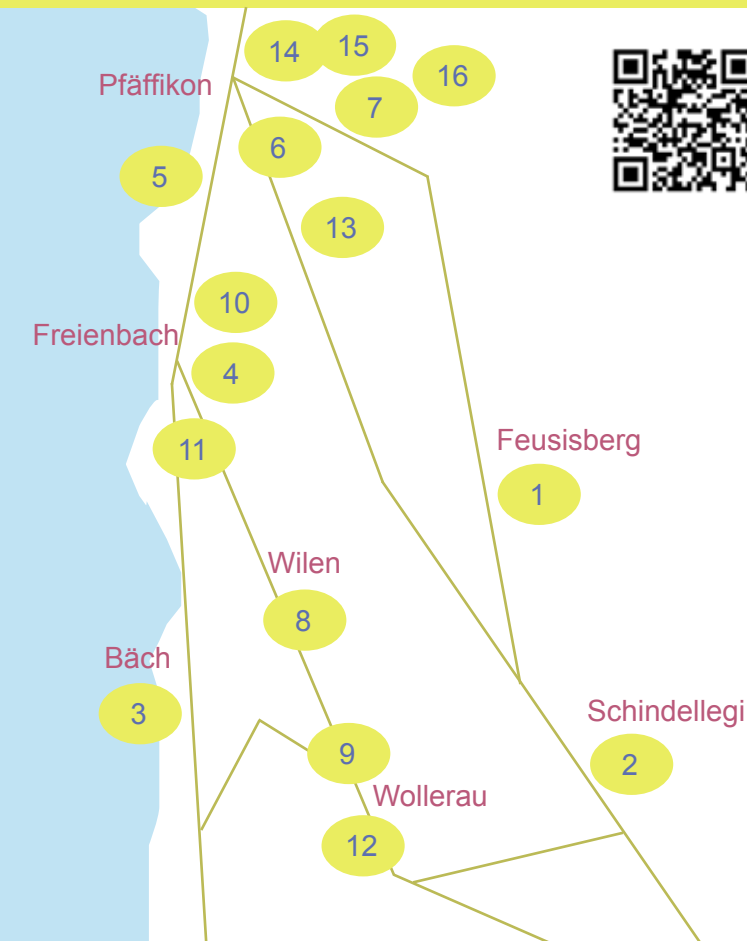 14
15
16
Pfäffikon
7
6
5
13
10
Freienbach
4
11
Feusisberg
1
Wilen
8
Bäch
3
Schindellegi
9
2
Wollerau
12